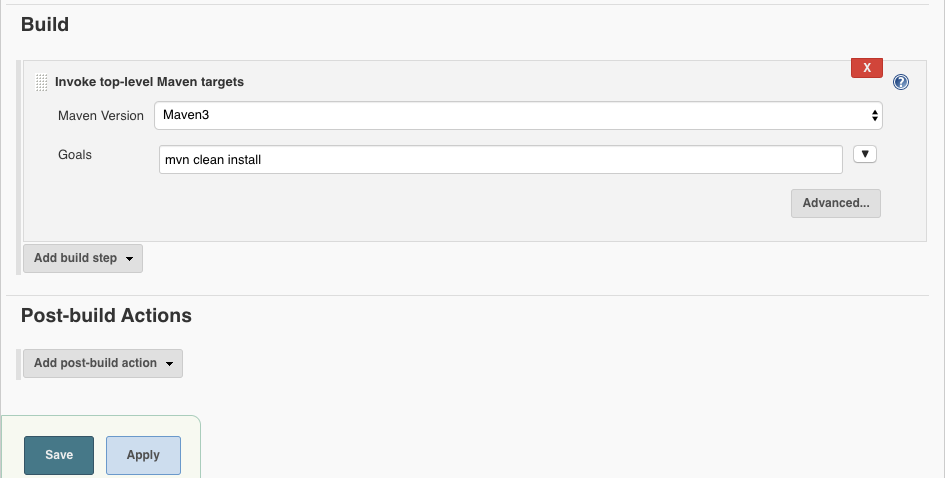 Build
Invoke top-level Maven targets
X
?
Maven Version
Maven3
Goals
mvn clean install
Advanced...
Add build step
Post-build Actions
Add post-build action
Save
Apply